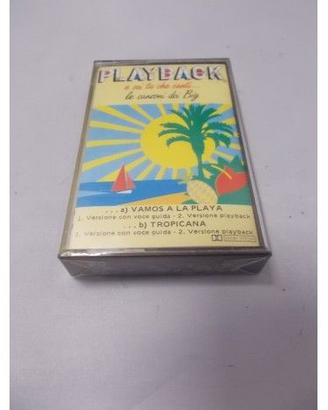 PLAYBACK
e sei tu che canti...
le canzoni dei Big
...a) VAMOS A LA PLAYA
1. Versione con voce guida - 2. Versione playback
...b) TROPICANA
1. Versione con voce guida - 2. Versione playback